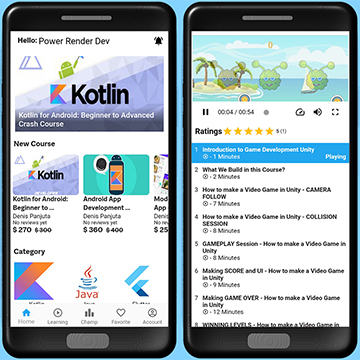 Hello: Power Render Dev
Kotlin
Kotlin for Android: Beginner to Advanced
Crash Course
New Course
Kotlin for Android:
Beginner to...
Denis Panjuta
No reviews yet
$ 270 $ 300
Android App
Development ...
Denis Panjuta
No reviews yet
$ 360 $ 400
Mod
App
Denis
No re
$ 2
Category
Kotlin
Java
Flutter
Home
Learning
Champ
Favorite
Account
00:04 / 00:54
Ratings 5 (1)
1 Introduction to Game Development Unity
- 1 Minutes Playing
2 What We Build in this Course?
- 2 Minutes
3 How to make a Video Game in Unity - CAMERA
FOLLOW
- 7 Minutes
4 How to make a Video Game in Unity - COLLISION
SESSION
- 8 Minutes
5 GAMEPLAY Session - How to make a Video Game in
Unity
- 6 Minutes
6 Making SCORE and UI - How to make a Video Game
in Unity
- 9 Minutes
7 Making GAME OVER - How to make a Video Game in
Unity
- 12 Minutes
8 WINNING LEVELS - How to make a Video Game in